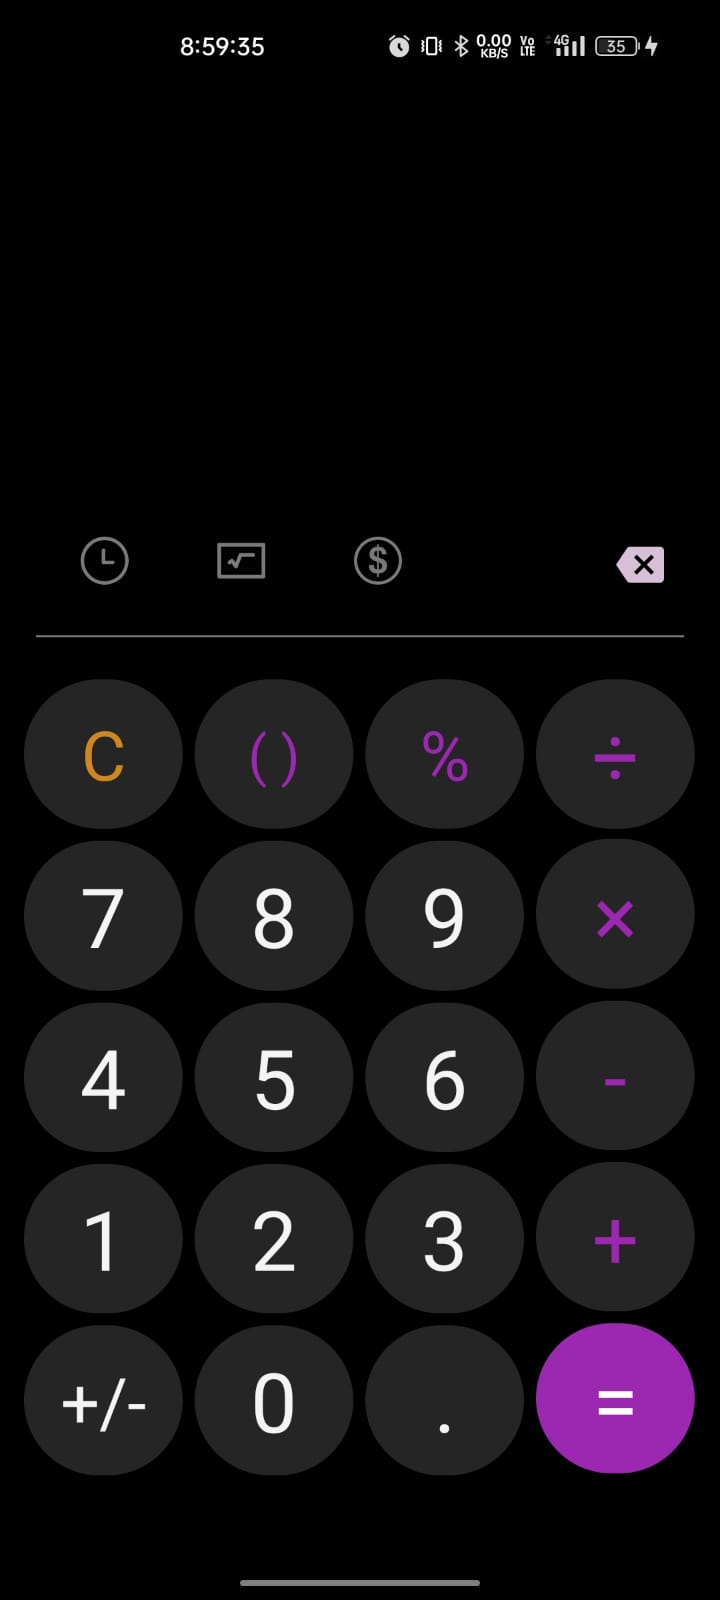 8:59:35 0.00 KB/S Vo LTE 4G 35
$
C ( ) % ÷
7 8 9 ×
4 5 6 -
1 2 3 +
+/- 0 . =